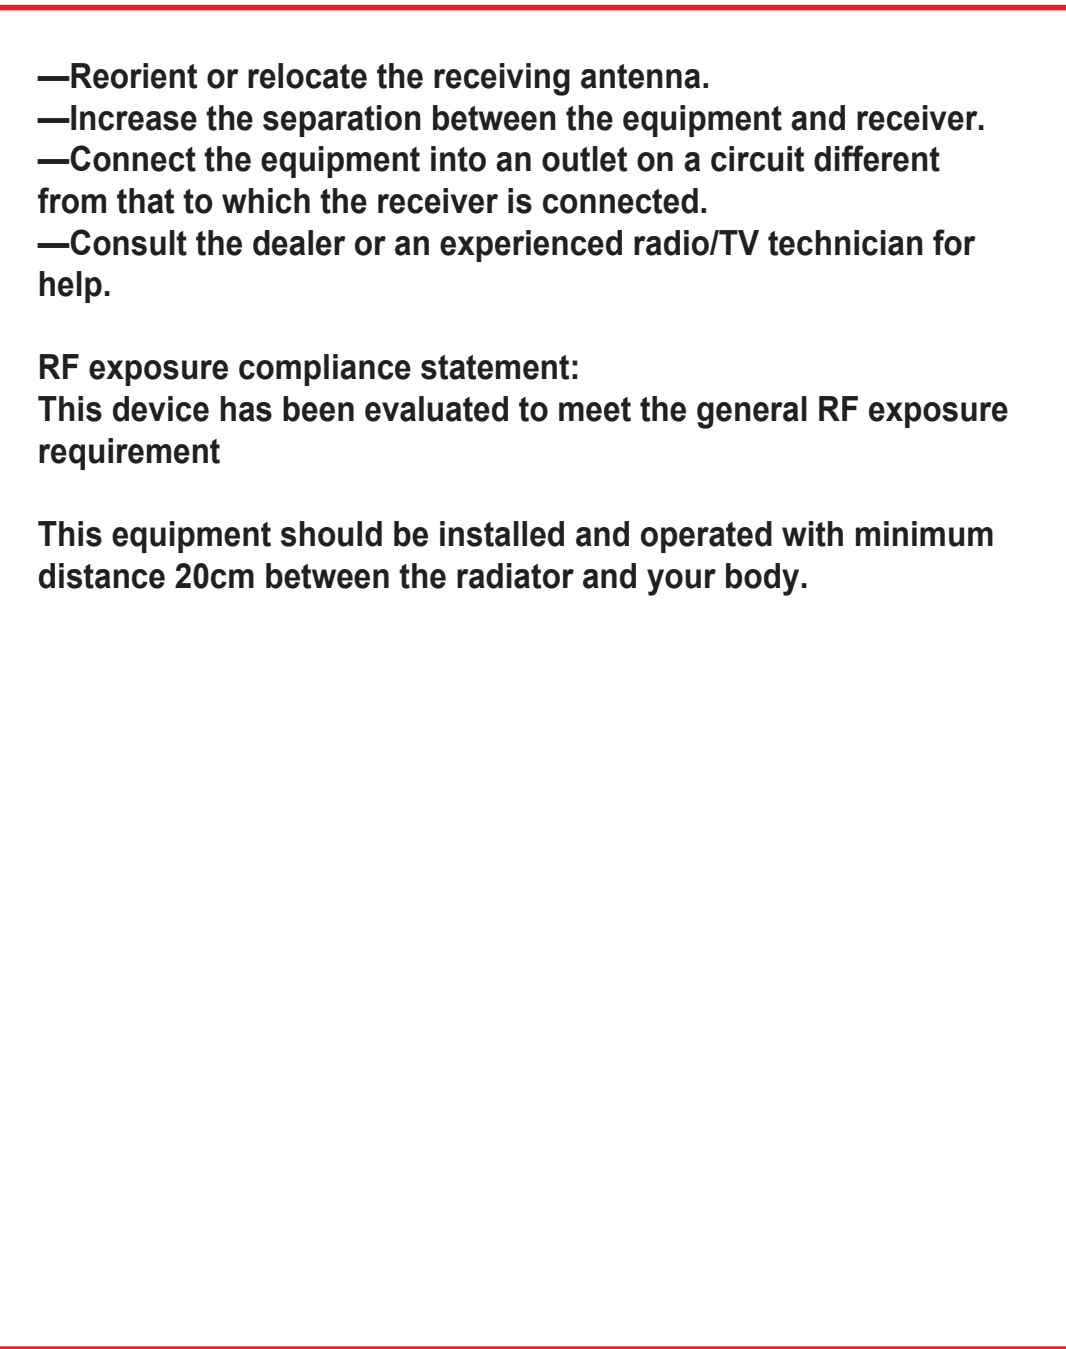 —Reorient or relocate the receiving antenna.
—Increase the separation between the equipment and receiver.
—Connect the equipment into an outlet on a circuit different
from that to which the receiver is connected.
—Consult the dealer or an experienced radio/TV technician for
help.
RF exposure compliance statement:
This device has been evaluated to meet the general RF exposure
requirement
This equipment should be installed and operated with minimum
distance 20cm between the radiator and your body.